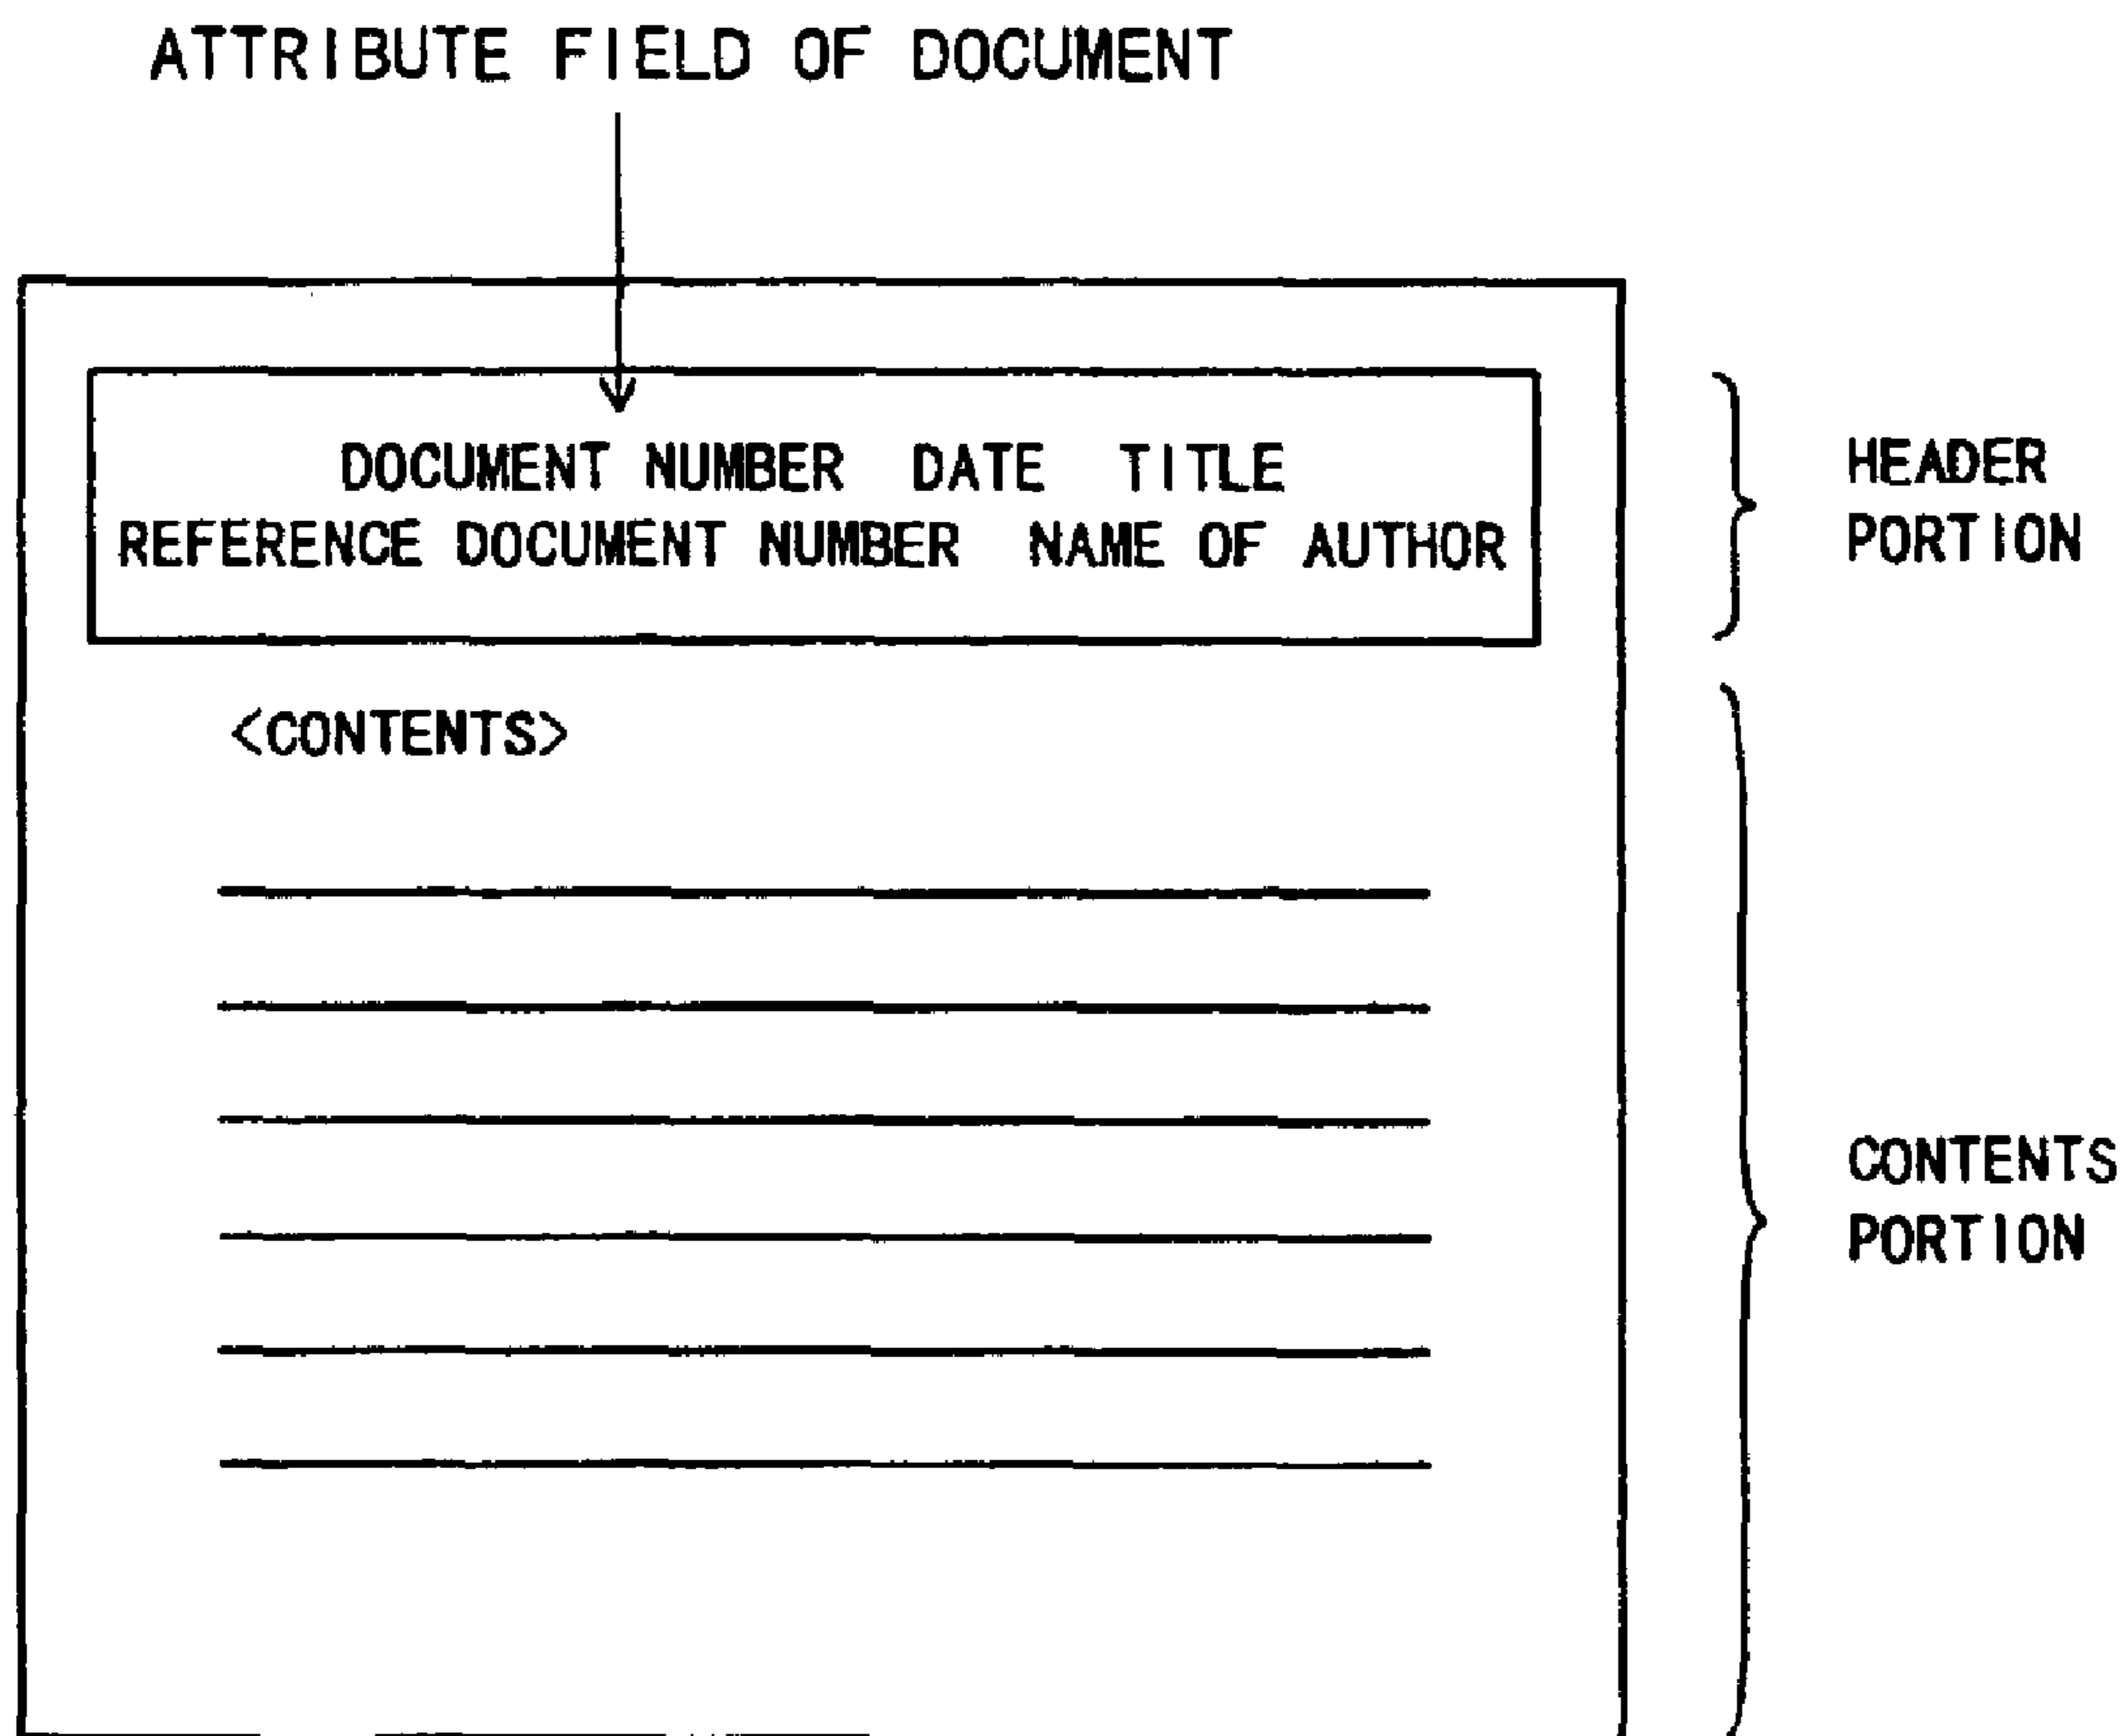 ATTRIBUTE FIELD OF DOCUMENT
DOCUMENT NUMBER DATE TITLE
REFERENCE DOCUMENT NUMBER NAME OF AUTHOR
HEADER
PORTION
<CONTENTS>
CONTENTS
PORTION